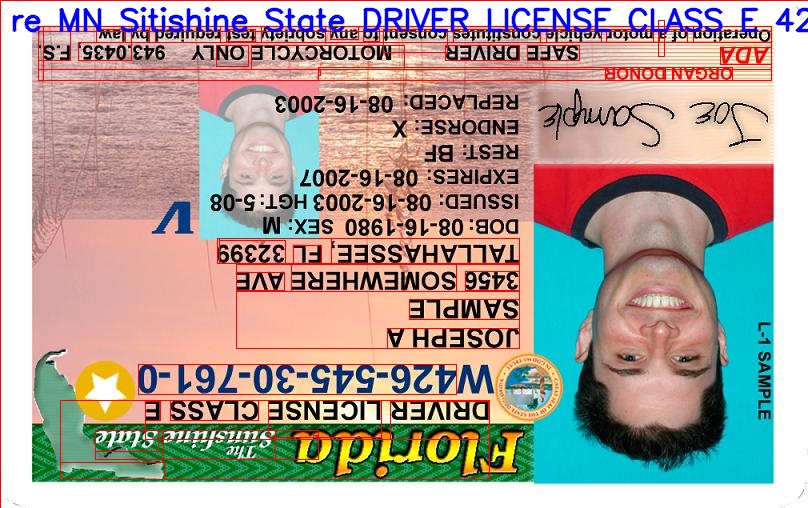 re MN_Sitishine_State DRIVER LICENSE CLASS E 42
Florida The Sunshine State
DRIVER LICENSE CLASS E
W426-545-30-761-0
L-1 SAMPLE
JOSEPH A
SAMPLE
3456 SOMEWHERE AVE
TALLAHASSEE, FL 32399
DOB: 08-16-1980 SEX: M
A
ISSUED: 08-16-2003 HGT: 5-08
EXPIRES: 08-16-2007
REST: BF
ENDORSE: X
REPLACED: 08-16-2003
Joe Sample
ORGAN DONOR
ADA SAFE DRIVER MOTORCYCLE ONLY 943.0435, F.S.
Operation of a motor vehicle constitutes consent to any sobriety test required by law